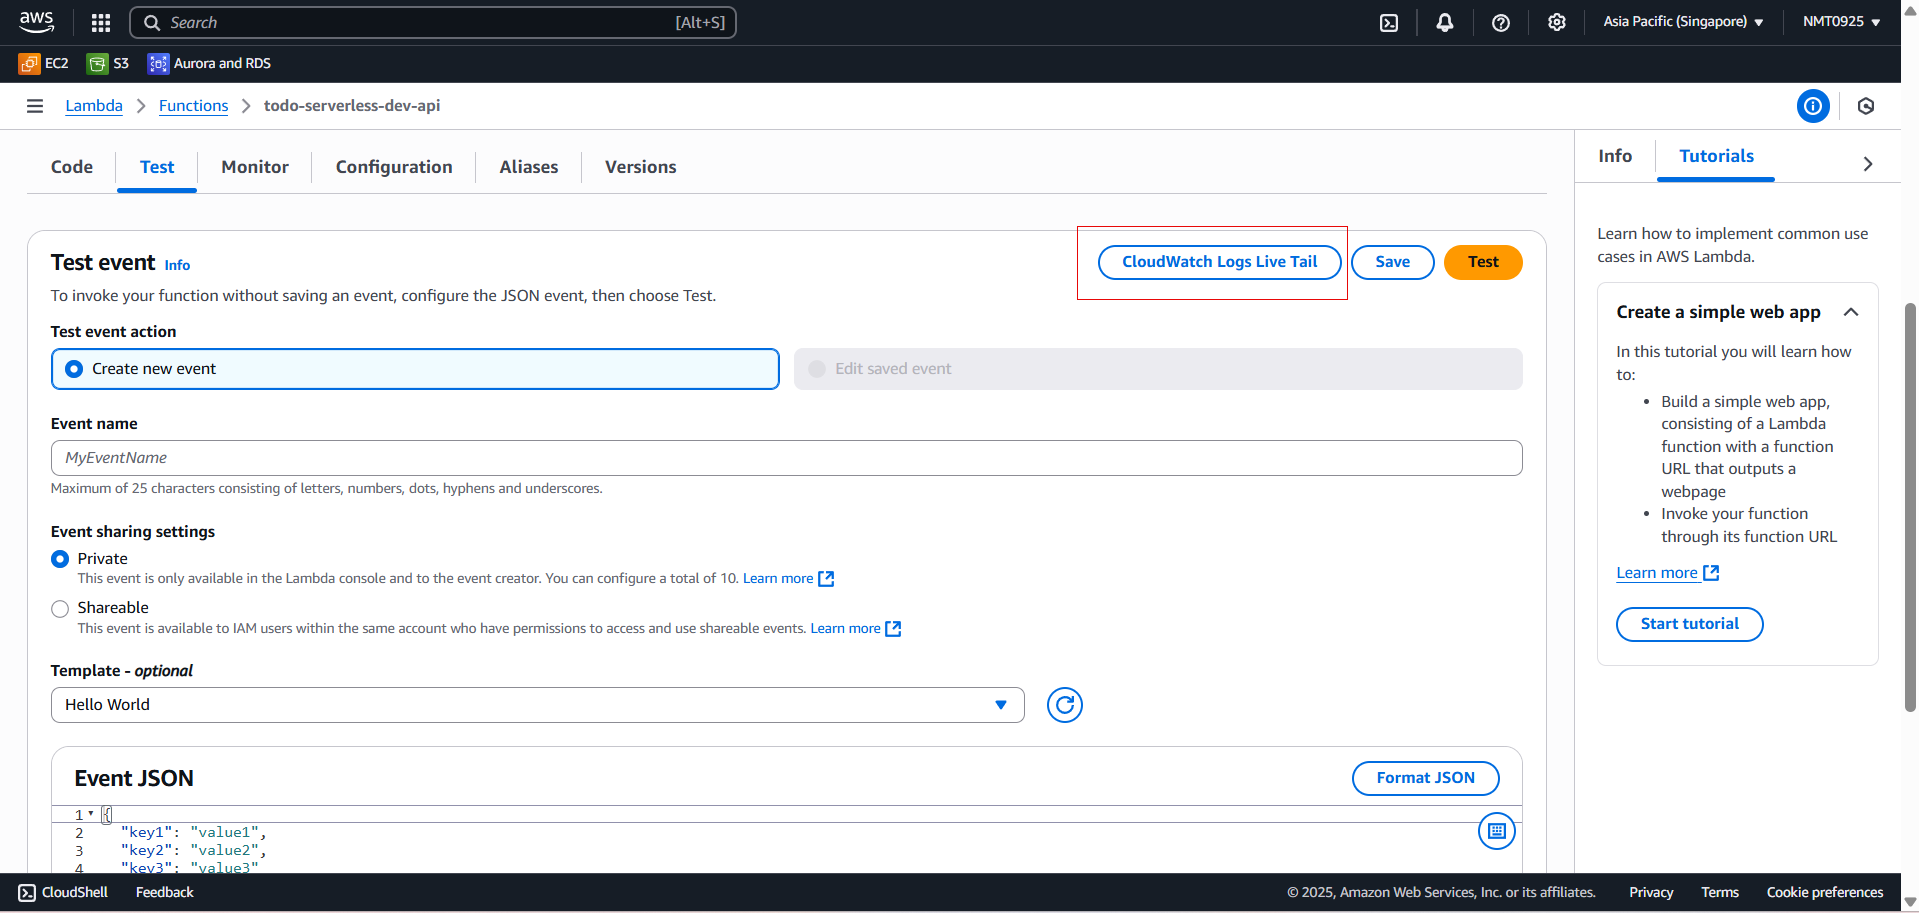 aws
Search [Alt+S]
Asia Pacific (Singapore) NMT0925
EC2 S3 Aurora and RDS
Lambda Functions todo-serverless-dev-api
Code Test Monitor Configuration Aliases Versions
Test event Info
CloudWatch Logs Live Tail Save Test
To invoke your function without saving an event, configure the JSON event, then choose Test.
Test event action
Create new event Edit saved event
Event name
MyEventName
Maximum of 25 characters consisting of letters, numbers, dots, hyphens and underscores.
Event sharing settings
Private
This event is only available in the Lambda console and to the event creator. You can configure a total of 10. Learn more
Shareable
This event is available to IAM users within the same account who have permissions to access and use shareable events. Learn more
Template - optional
Hello World
Event JSON Format JSON
1 {
2 "key1": "value1",
3 "key2": "value2",
4 "key3": "value3"
Info Tutorials
Learn how to implement common use
cases in AWS Lambda.
Create a simple web app
In this tutorial you will learn how
to:
• Build a simple web app,
consisting of a Lambda
function with a function
URL that outputs a
webpage
• Invoke your function
through its function URL
Learn more
Start tutorial
CloudShell Feedback
© 2025, Amazon Web Services, Inc. or its affiliates. Privacy Terms Cookie preferences